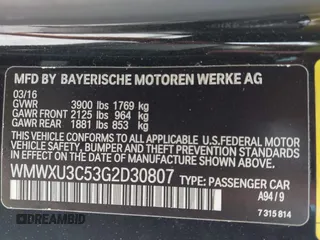 MFD BY BAYERISCHE MOTOREN WERKE AG
03/16
GVWR 3900 lbs 1769 kg
GAWR FRONT 2125 lbs 964 kg
GAWR REAR 1881 lbs 853 kg
THIS VEHICLE CONFORMS TO ALL APPLICABLE
U.S. FEDERAL MOTOR VEHICLE
SAFETY, BUMPER AND THEFT PREVENTION
STANDARDS IN EFFECT ON THE DATE OF
MANUFACTURE SHOWN ABOVE.
WMWXU3C53G2D30807 TYPE: PASSENGER CAR
A94 / 9
7 315 814
REPAIRABLE